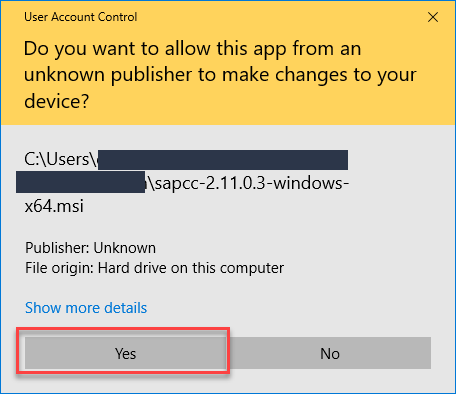 User Account Control
Do you want to allow this app from an
unknown publisher to make changes to your
device?
C:\Users\
\sapcc-2.11.0.3-windows-
x64.msi
Publisher: Unknown
File origin: Hard drive on this computer
Show more details
Yes
No